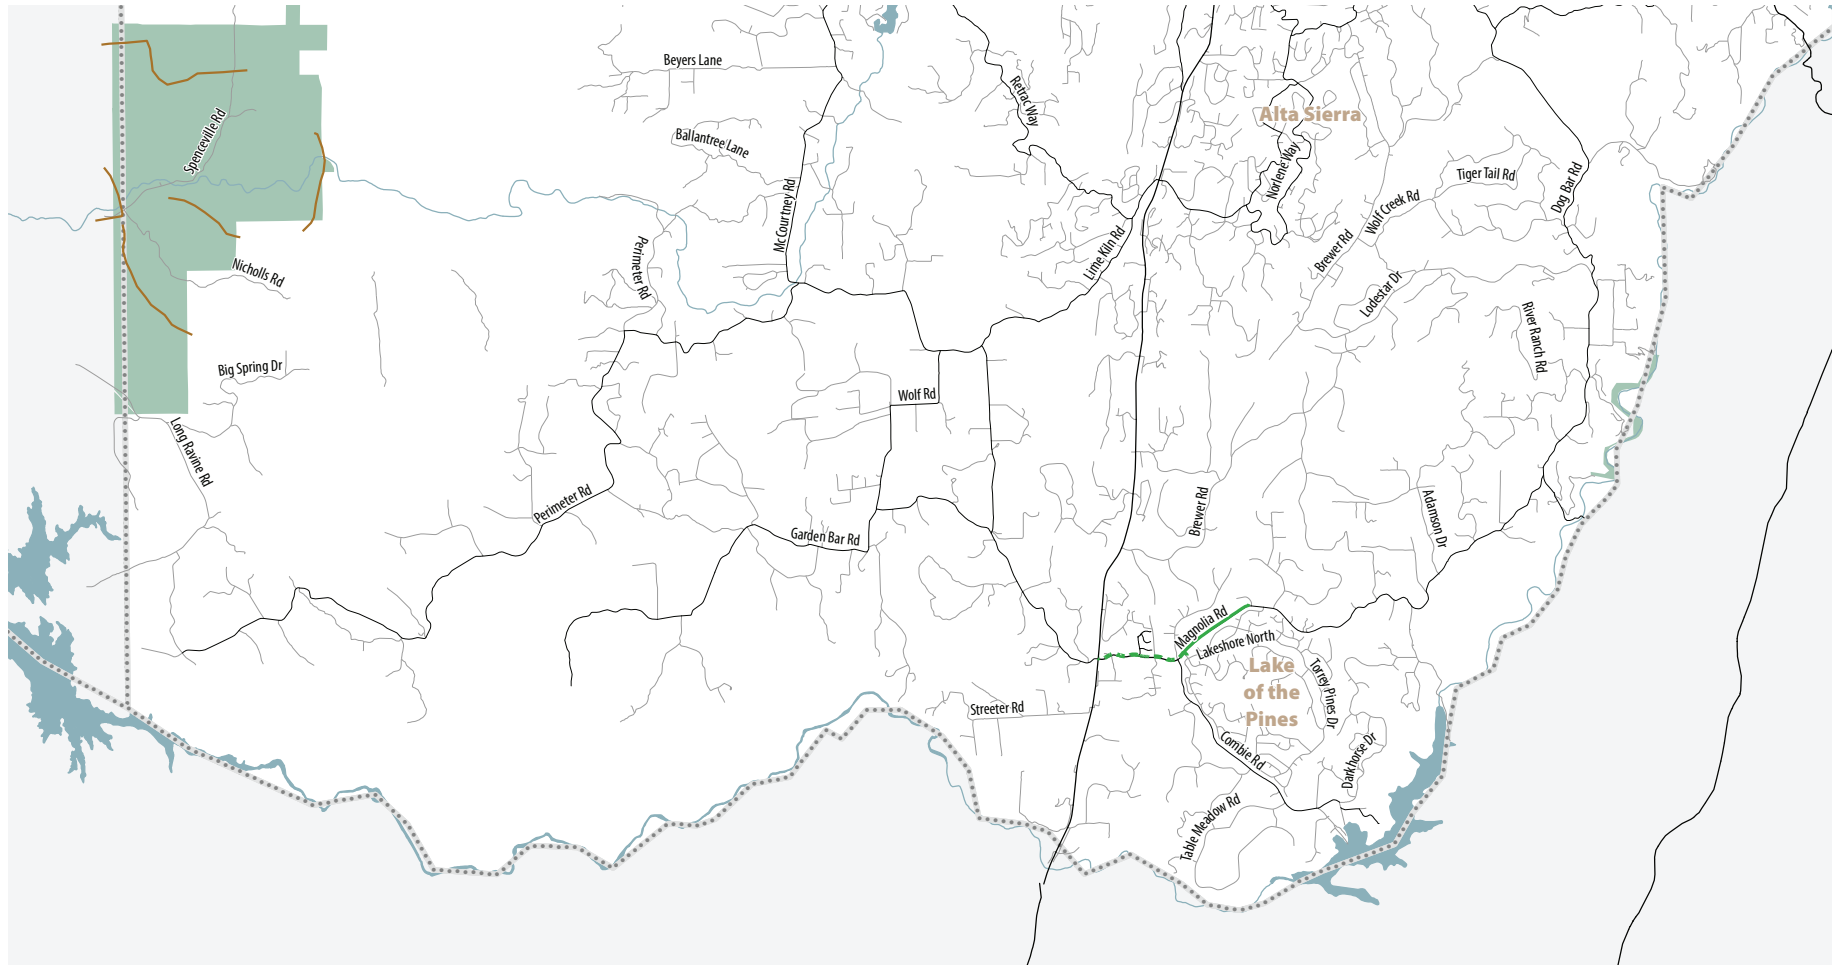 Beyers Lane
Retrac Way
Alta Sierra
Spenceville Rd
Ballantree Lane
Norlene Way
Tiger Tail Rd
Dog Bar Rd
McCourtney Rd
Wolf Creek Rd
Brewer Rd
Lime Kiln Rd
Perimeter Rd
Nicholls Rd
Lodestar Dr
River Ranch Rd
Big Spring Dr
Wolf Rd
Long Ravine Rd
Perimeter Rd
Brewer Rd
Adamson Dr
Garden Bar Rd
Magnolia Rd
Lakeshore North
Lake
of the
Pines
Torrey Pines Dr
Streeter Rd
Combie Rd
Darkhorse Dr
Table Meadow Rd